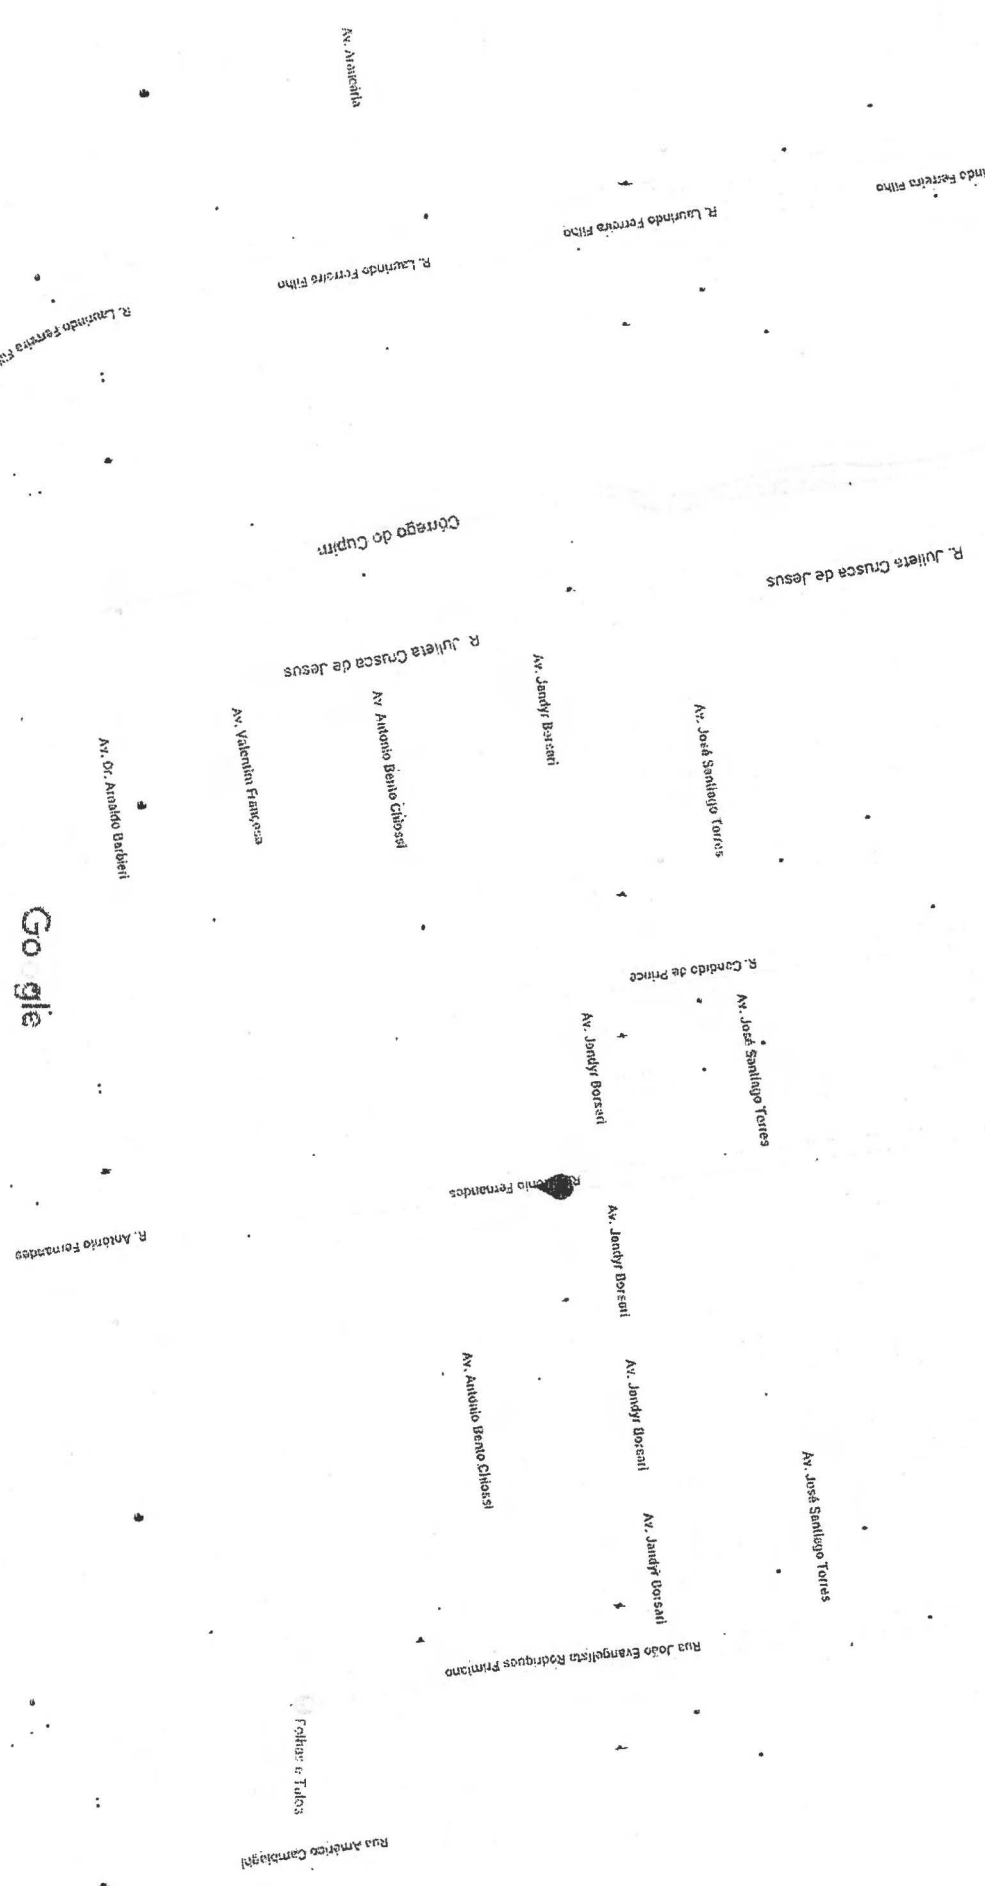 Av. Araucária
R. Laurindo Ferreira Filho
R. Laurindo Ferreira Filho
R. Laurindo Ferreira
Ferreira Filho
Córrego do
R. Julieta Crusca de Jesus
R. Julieta Crusca de Jesus
Av. Jandyr Borsari
Av. Antonio Bento Chiossi
Av. José Santiago Torres
Av. Valentim Françosa
Av. Dr. Arnaldo Barbieri
Google
R. Candido de Prince
Av. José Santiago Torres
Av. Jandyr Borsari
Fernandes
Av. Jandyr Borsari
R. Antônio Fernandes
Av. Antônio Bento Chiossi
Av. Jandyr Borsari
Av. José Santiago Torres
Av. Jandyr Borsari
Rua João Evangelista Rodrigues Primiano
Rua Américo Cambiaghi